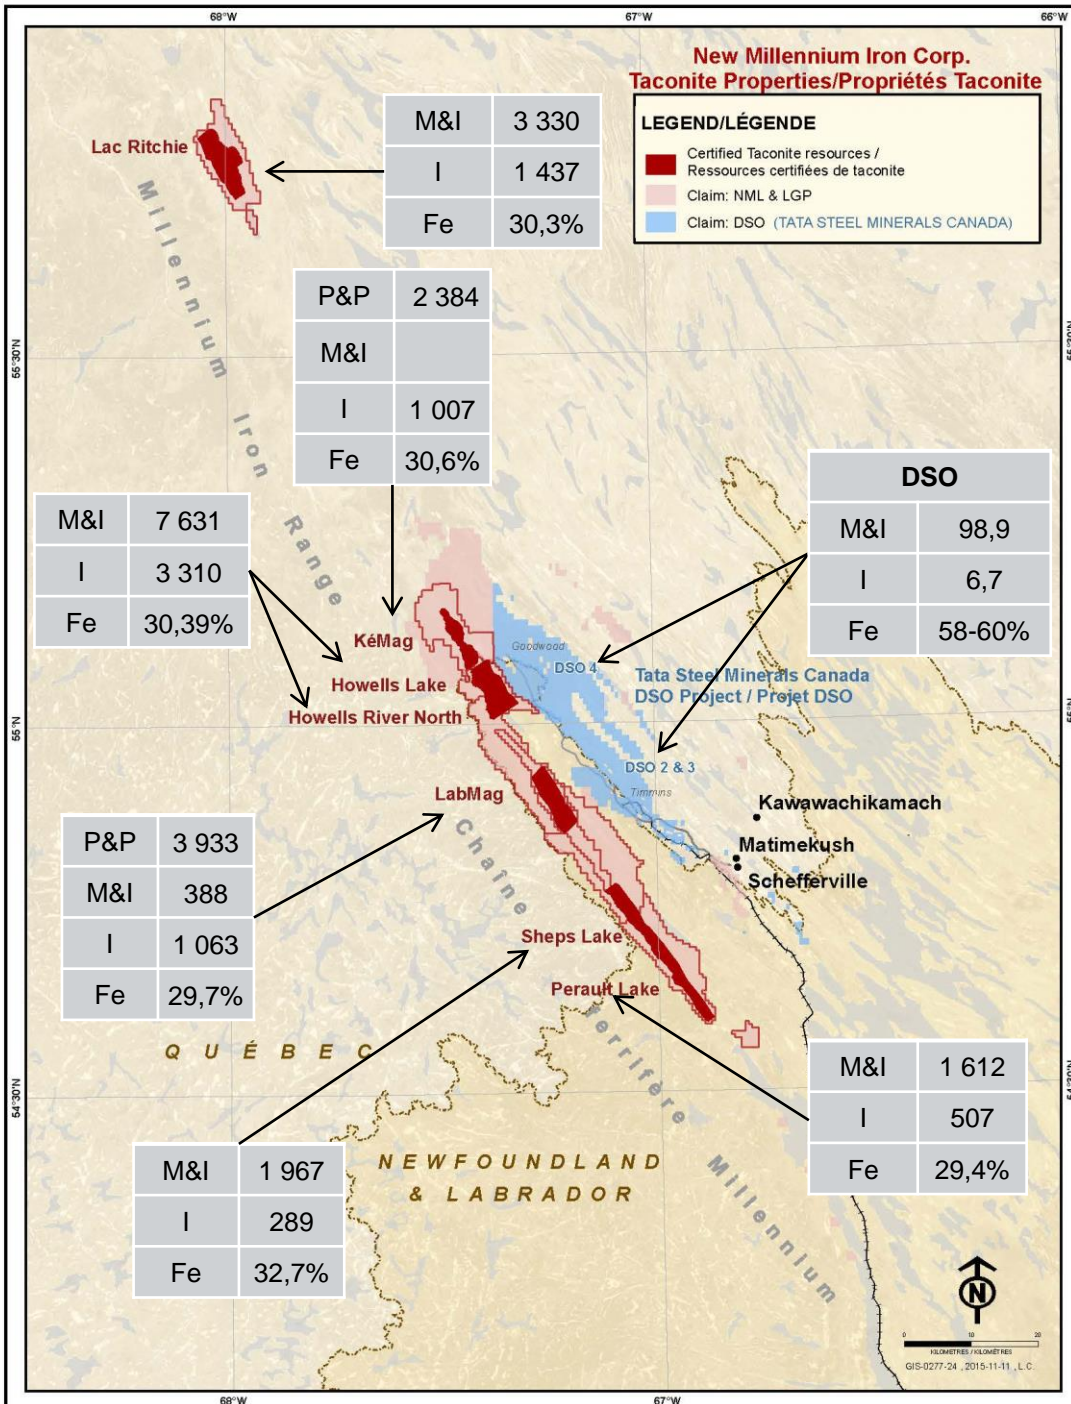 68°W
67°W
66°W
New Millennium Iron Corp.
Taconite Properties/Propriétés Taconite
LEGEND/LÉGENDE
Certified Taconite resources /
Ressources certifiées de taconite
Claim: NML & LGP
Claim: DSO (TATA STEEL MINERALS CANADA)
M&I 3 330
I 1 437
Fe 30,3%
Lac Ritchie
Millennium Iron Range
P&P 2 384
M&I
I 1 007
Fe 30,6%
55°30'N
55°30'N
DSO
M&I 98,9
I 6,7
Fe 58-60%
M&I 7 631
I 3 310
Fe 30,39%
KéMag
Howells Lake
Howells River North
Goodwood
DSO 4
Tata Steel Minerals Canada
DSO Project / Projet DSO
55°N
55°N
DSO 2 & 3
Timmins
LabMag
Kawawachikamach
Matimekush
Schefferville
P&P 3 933
M&I 388
I 1 063
Fe 29,7%
Chaîne ferrifère Millennium
Sheps Lake
Perault Lake
QUÉBEC
54°30'N
54°30'N
M&I 1 612
I 507
Fe 29,4%
M&I 1 967
I 289
Fe 32,7%
NEWFOUNDLAND
& LABRADOR
N
0 10 20
KILOMETRES / KILOMÈTRES
GIS-0277-24 , 2015-11-11 , L.C.
68°W
67°W